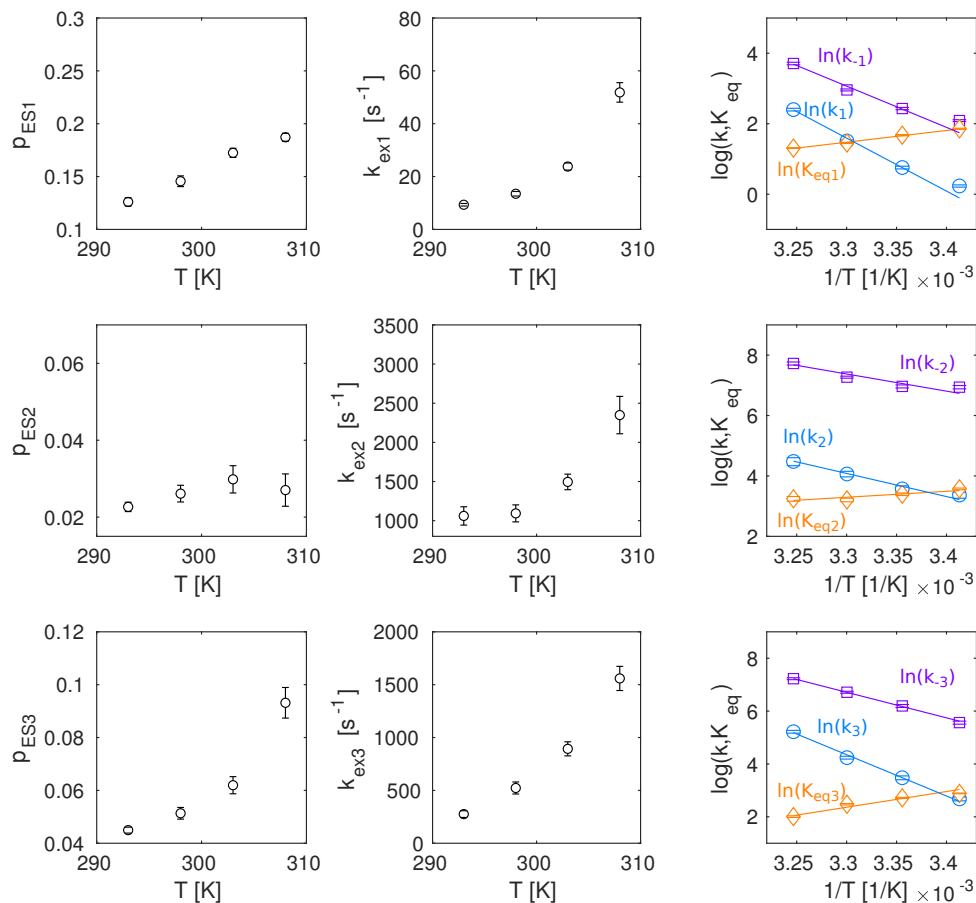 0.3
0.25
0.2
0.15
0.1
290 300 310
p_ES1
T [K]
80
60
40
20
0
290 300 310
k_ex1 [s^-1]
T [K]
4
2
0
3.25 3.3 3.35 3.4
log(k,K_eq)
1/T [1/K] ×10^-3
ln(k_-1)
ln(k_1)
ln(K_eq1)
0.06
0.04
0.02
290 300 310
p_ES2
T [K]
3500
3000
2500
2000
1500
1000
290 300 310
k_ex2 [s^-1]
T [K]
8
6
4
2
3.25 3.3 3.35 3.4
log(k,K_eq)
1/T [1/K] ×10^-3
ln(k_-2)
ln(k_2)
ln(K_eq2)
0.12
0.1
0.08
0.06
0.04
290 300 310
p_ES3
T [K]
2000
1500
1000
500
0
290 300 310
k_ex3 [s^-1]
T [K]
8
6
4
2
3.25 3.3 3.35 3.4
log(k,K_eq)
1/T [1/K] ×10^-3
ln(k_-3)
ln(k_3)
ln(K_eq3)